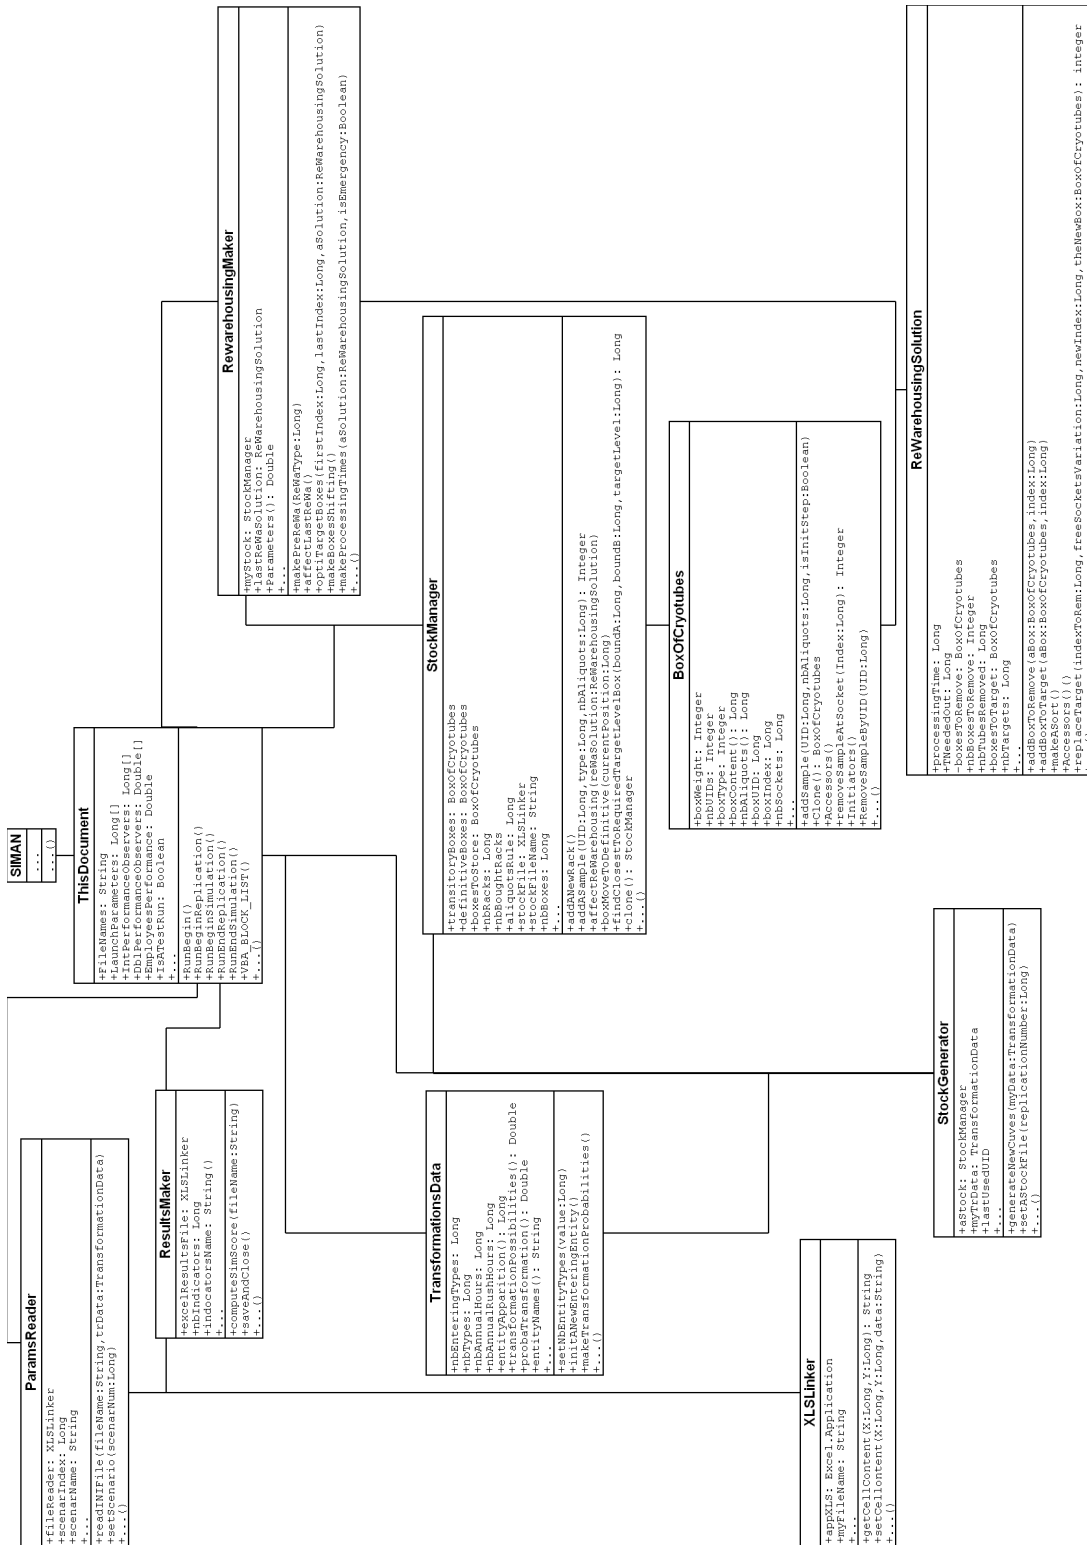 SIMAN
...
...()
ThisDocument
+FileNames: String
+LaunchParameters: Long[]
+IntPerformanceObservers: Long[]
+DblPerformanceObservers: Double[]
+EmployeesPerformance: Double
+IsATestRun: Boolean
+...
+RunBegin()
+RunBeginReplication()
+RunBeginSimulation()
+RunEndReplication()
+RunEndSimulation()
+VBA_BLOCK_LIST()
+...()
ParamsReader
+fileReader: XLSLinker
+scenarIndex: Long
+scenarName: String
+...
+readINIFile(fileName:String,trData:TransformationData)
+setScenario(scenarNum:Long)
+...()
ResultsMaker
+excelResultsFile: XLSLinker
+nbIndicators: Long
+indocatorsName: String()
+...
+computeSimScore(fileName:String)
+saveAndClose()
+...()
RewarehousingMaker
+myStock: StockManager
+lastReWaSolution: ReWarehousingSolution
+Parameters(): Double
+...
+makePreReWa(ReWaType:Long)
+affectLastReWa()
+optiTargetBoxes(firstIndex:Long,lastIndex:Long,aSolution:ReWarehousingSolution)
+makeBoxesShifting()
+makeProcessingTimes(aSolution:ReWarehousingSolution,isEmergency:Boolean)
+...()
TransformationsData
+nbEnteringTypes: Long
+nbTypes: Long
+nbAnnualHours: Long
+nbAnnualRushHours: Long
+entityApparition(): Long
+transformationPossibilities(): Double
+probaTransformation(): Double
+entityNames(): String
+...
+setNbEntityTypes(value:Long)
+initANewEnteringEntity()
+makeTransformationProbabilities()
+...()
StockManager
+transitoryBoxes: BoxOfCryotubes
+definitiveBoxes: BoxOfCryotubes
+boxesToStore: BoxOfCryotubes
+nbRacks: Long
+nbBoughtRacks
+aliquotsRule: Long
+stockFile: XLSLinker
+stockFileName: String
+nbBoxes: Long
+...
+addANewRack()
+addASample(UID:Long,type:Long,nbAliquots:Long): Integer
+affectReWarehousing(reWaSolution:ReWarehousingSolution)
+boxMoveToDefinitive(currentPosition:Long)
+findClosestToRequiredTargetLevelBox(boundA:Long,boundB:Long,targetLevel:Long): Long
+clone(): StockManager
+...()
BoxOfCryotubes
+boxWeight: Integer
+nbUIDs: Integer
+boxType: Integer
+boxContent(): Long
+nbAliquots(): Long
+boxUID: Long
+boxIndex: Long
+nbSockets: Long
+...
+addSample(UID:Long,nbAliquots:Long,isInitStep:Boolean)
+Clone(): BoxOfCryotubes
+Accessors()
+removeSampleAtSocket(Index:Long): Integer
+Initiators()
+RemoveSampleByUID(UID:Long)
+...()
XLSLinker
+appXLS: Excel.Application
+myFileName: String
+...
+getCellContent(X:Long,Y:Long): String
+setCellontent(X:Long,Y:Long,data:String)
+...()
StockGenerator
+aStock: StockManager
+myTrData: TransformationData
+lastUsedUID
+...
+generateNewCuves(myData:TransformationData)
+setAStockFile(replicationNumber:Long)
+...()
ReWarehousingSolution
+processingTime: Long
+TNeededOut: Long
-boxesToRemove: BoxOfCryotubes
+nbBoxesToRemove: Integer
+nbTubesRemoved: Long
+boxesToTarget: BoxOfCryotubes
+nbTargets: Long
+...
+addBoxToRemove(aBox:BoxOfCryotubes,index:Long)
+addBoxToTarget(aBox:BoxOfCryotubes,index:Long)
+makeASort()
+Accessors()()
+replaceTarget(indexToRem:Long,freeSocketsVariation:Long,newIndex:Long,theNewBox:BoxOfCryotubes): integer
+...()